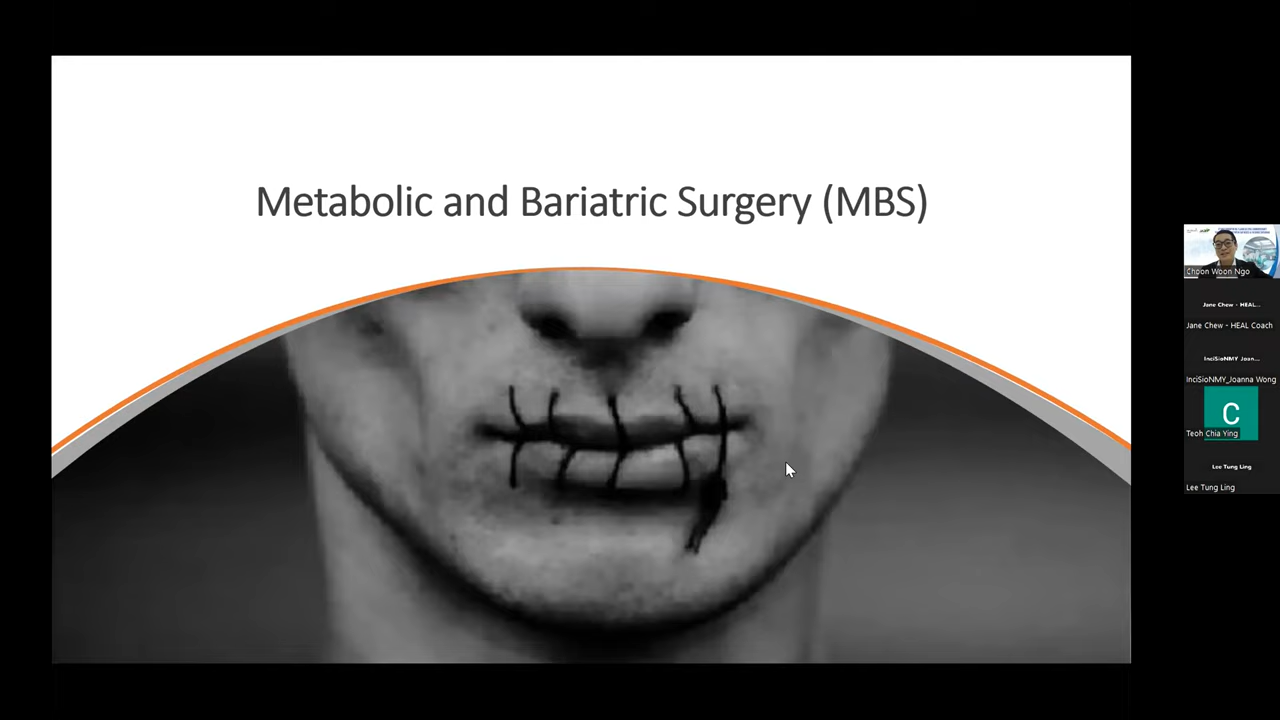 Metabolic and Bariatric Surgery (MBS)
Choon Woon Ngo
Jane Chew - HEAL...
Jane Chew - HEAL Coach
InciSioNMY_Joan...
InciSioNMY_Joanna Wong
C
Teoh Chia Ying
Lee Tung Ling
Lee Tung Ling